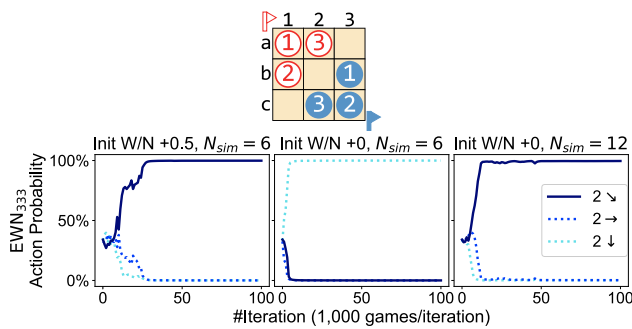 1 2 3
a 1 3
b 2 1
c 3 2
Init W/N +0.5, N_sim = 6
Init W/N +0, N_sim = 6
Init W/N +0, N_sim = 12
EWN_333
Action Probability
100%
50%
0%
2 ↘
2 →
2 ↓
0 50 100
0 50 100
0 50 100
#Iteration (1,000 games/iteration)